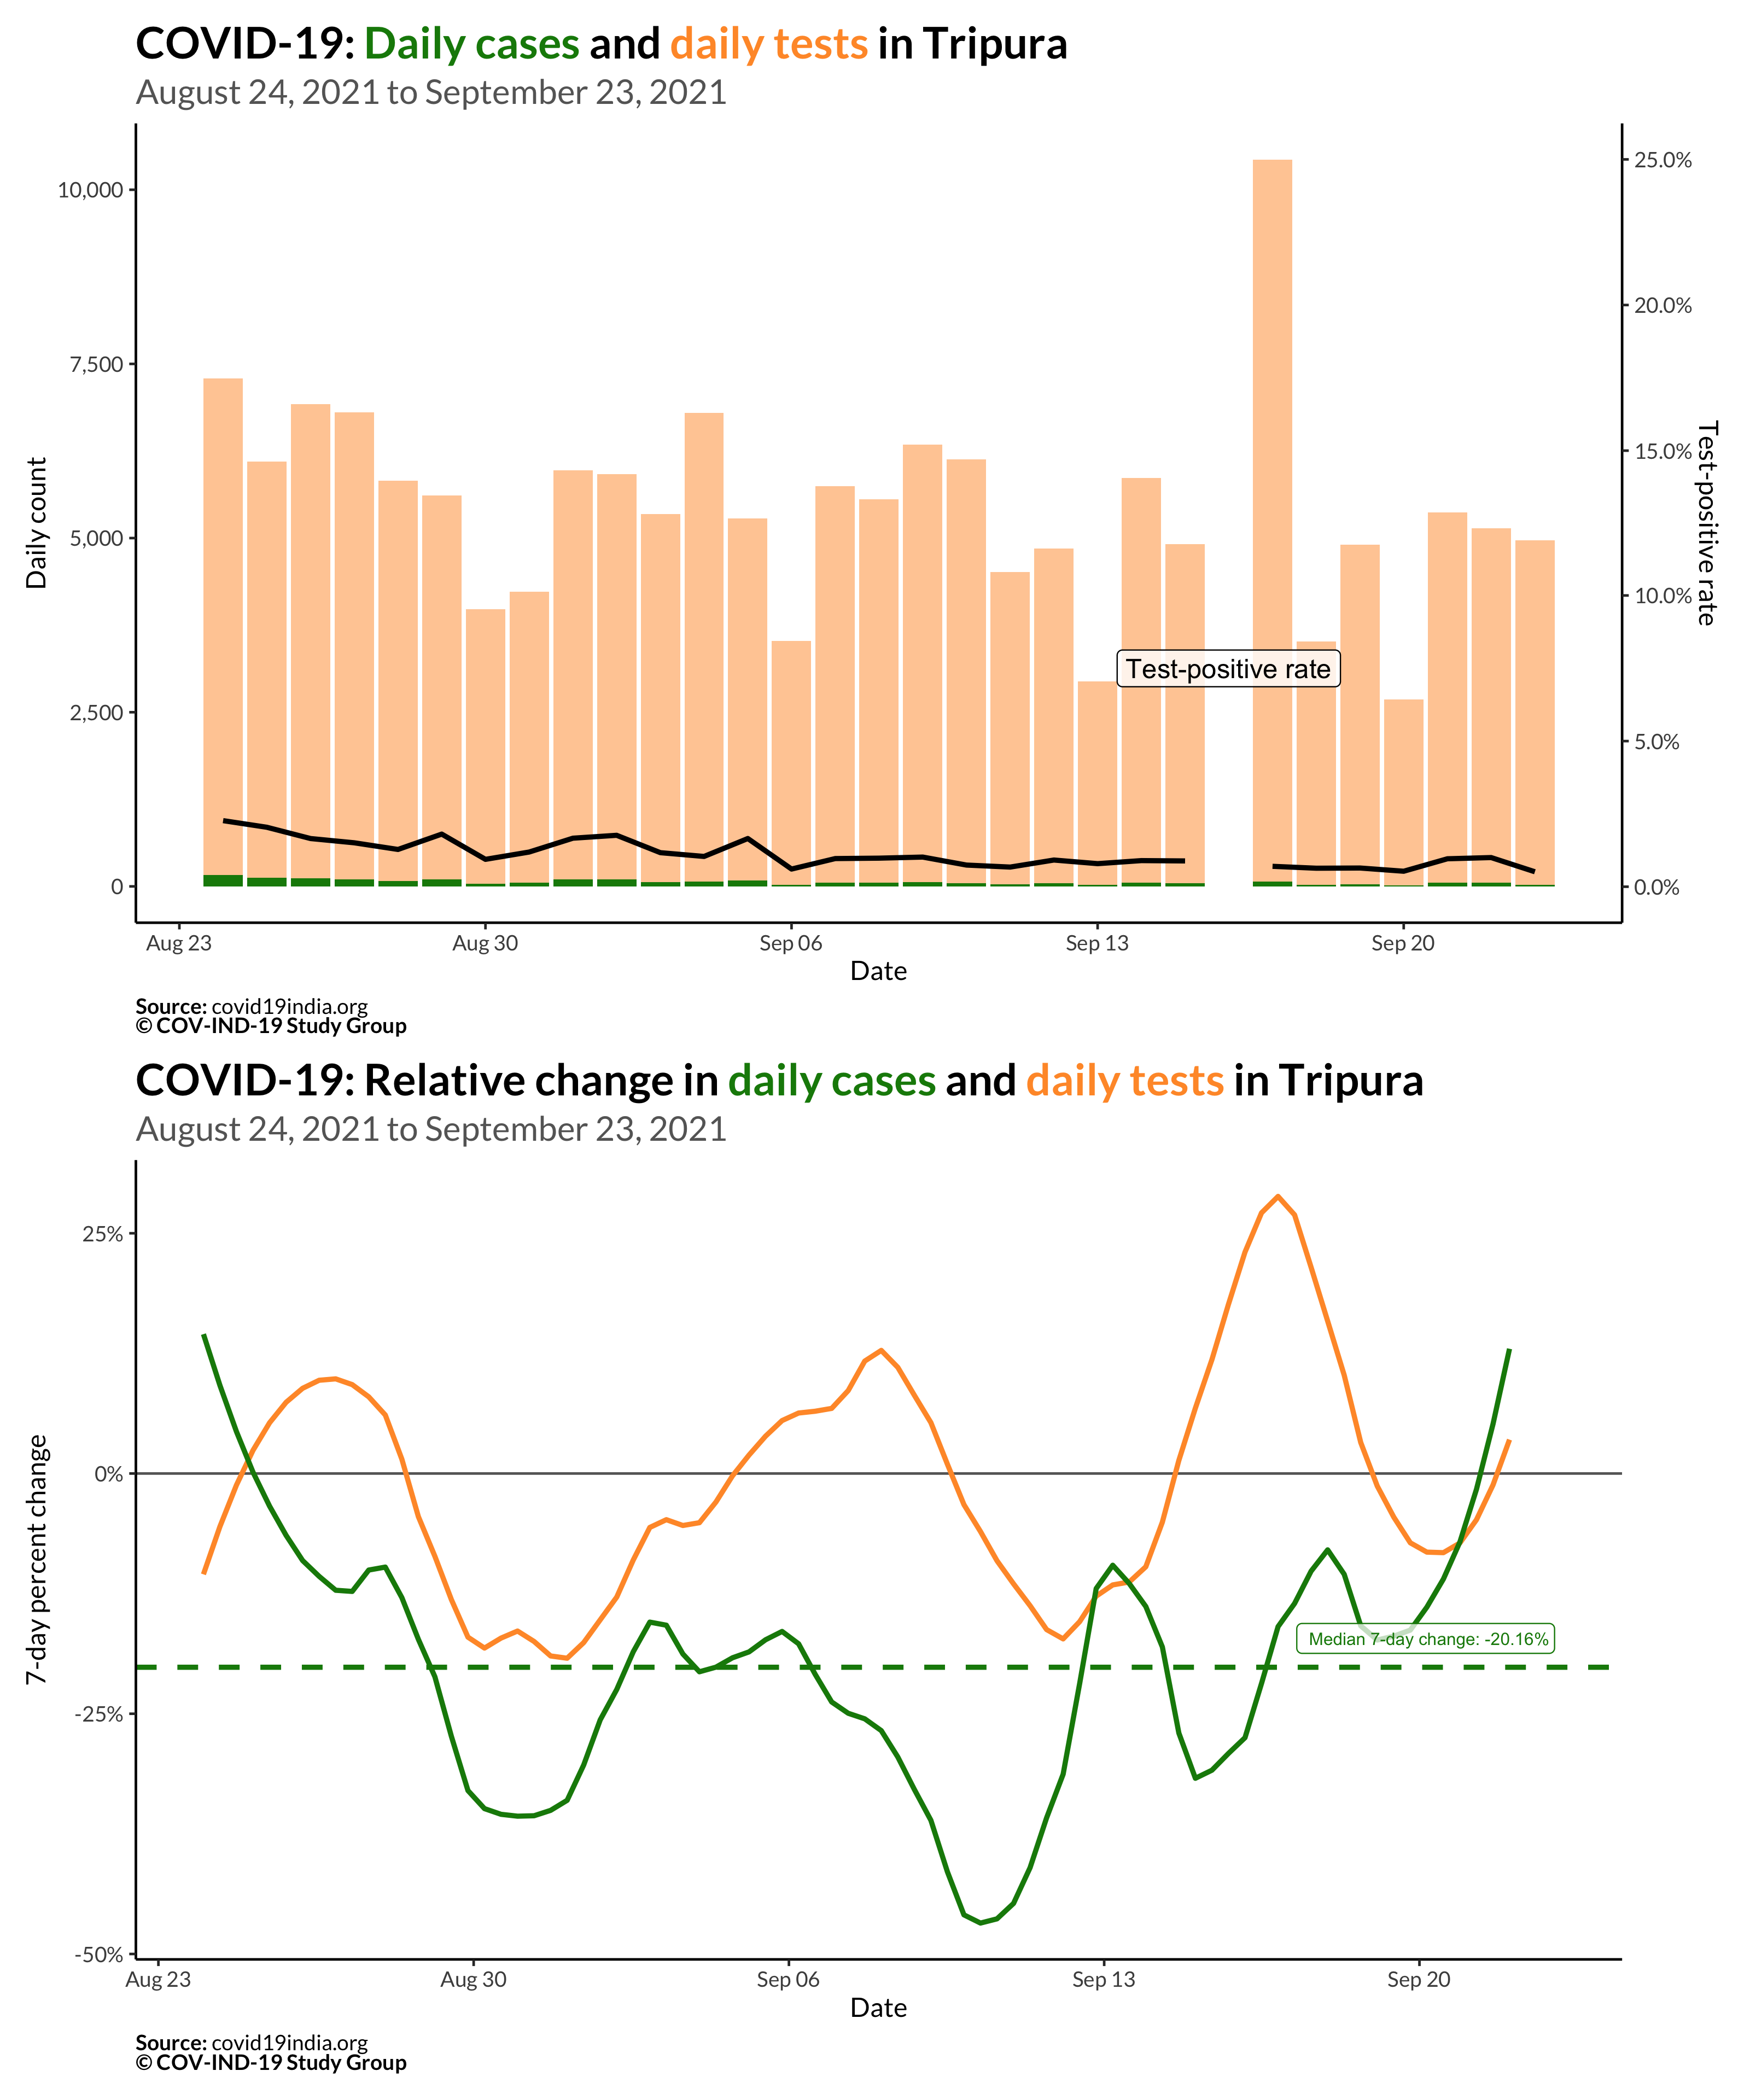 COVID-19: Daily cases and daily tests in Tripura
August 24, 2021 to September 23, 2021
Daily count
10,000
7,500
5,000
2,500
0
25.0%
20.0%
15.0%
10.0%
5.0%
0.0%
Test-positive rate
Test-positive rate
Aug 23
Aug 30
Sep 06
Sep 13
Sep 20
Date
Source: covid19india.org
© COV-IND-19 Study Group
COVID-19: Relative change in daily cases and daily tests in Tripura
August 24, 2021 to September 23, 2021
7-day percent change
25%
0%
-25%
-50%
Median 7-day change: -20.16%
Aug 23
Aug 30
Sep 06
Sep 13
Sep 20
Date
Source: covid19india.org
© COV-IND-19 Study Group